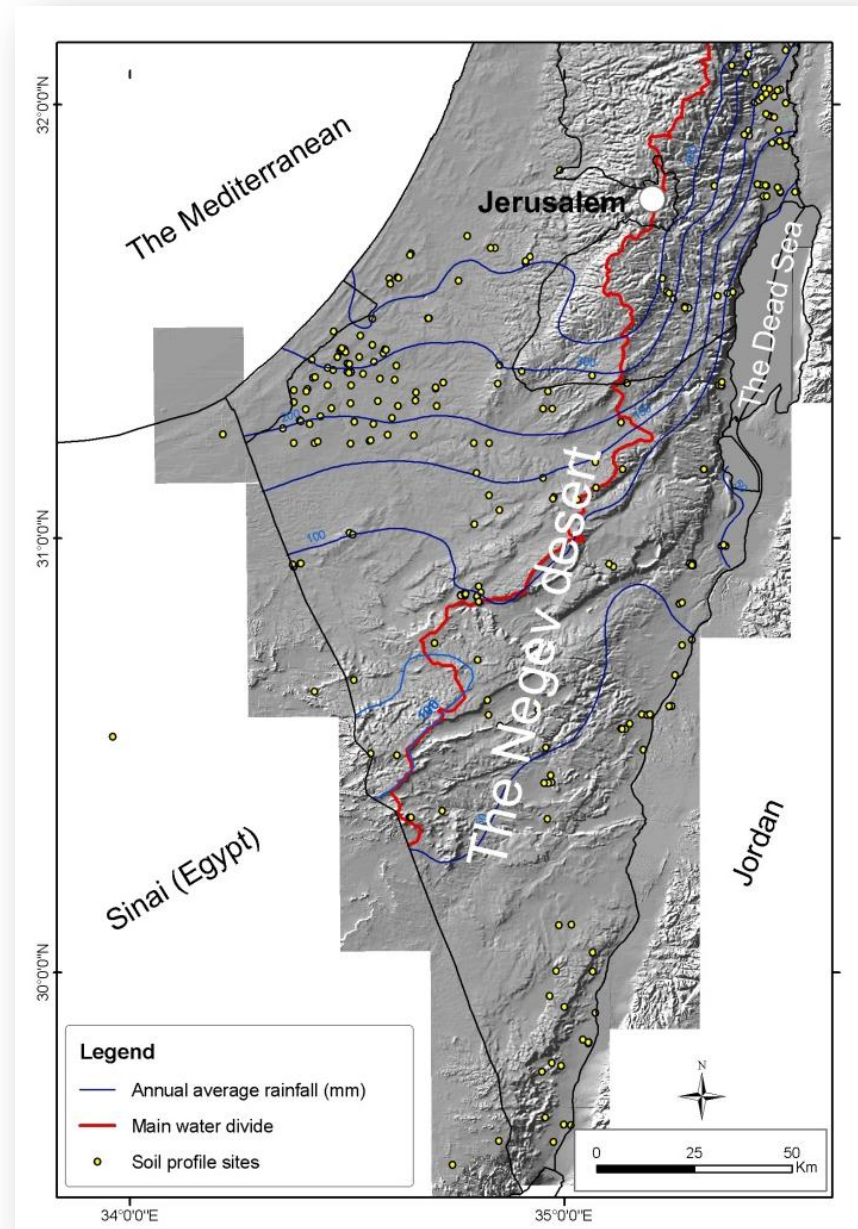 32°0'0"N
The Mediterranean
Jerusalem
The Dead Sea
200
100
31°0'0"N
The Negev desert
Sinai (Egypt)
Jordan
30°0'0"N
Legend
Annual average rainfall (mm)
Main water divide
Soil profile sites
N
0 25 50
Km
34°0'0"E
35°0'0"E